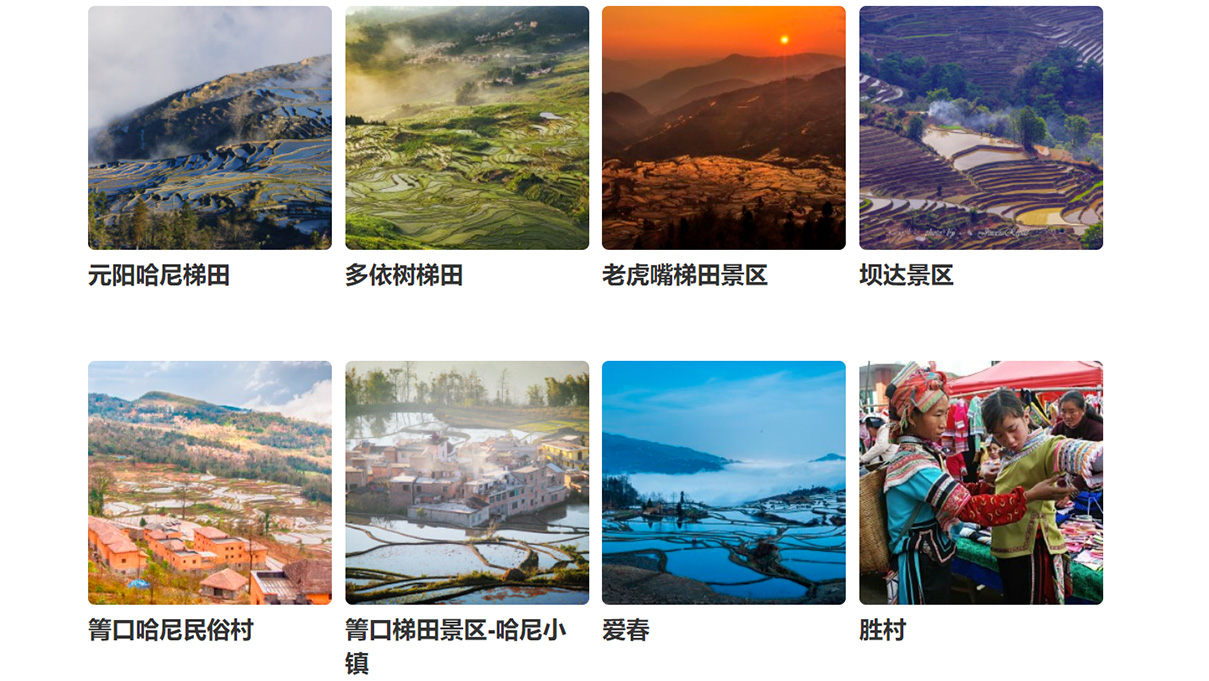 元阳哈尼梯田
多依树梯田
老虎嘴梯田景区
坝达景区
箐口哈尼民俗村
箐口梯田景区-哈尼小
镇
爱春
胜村